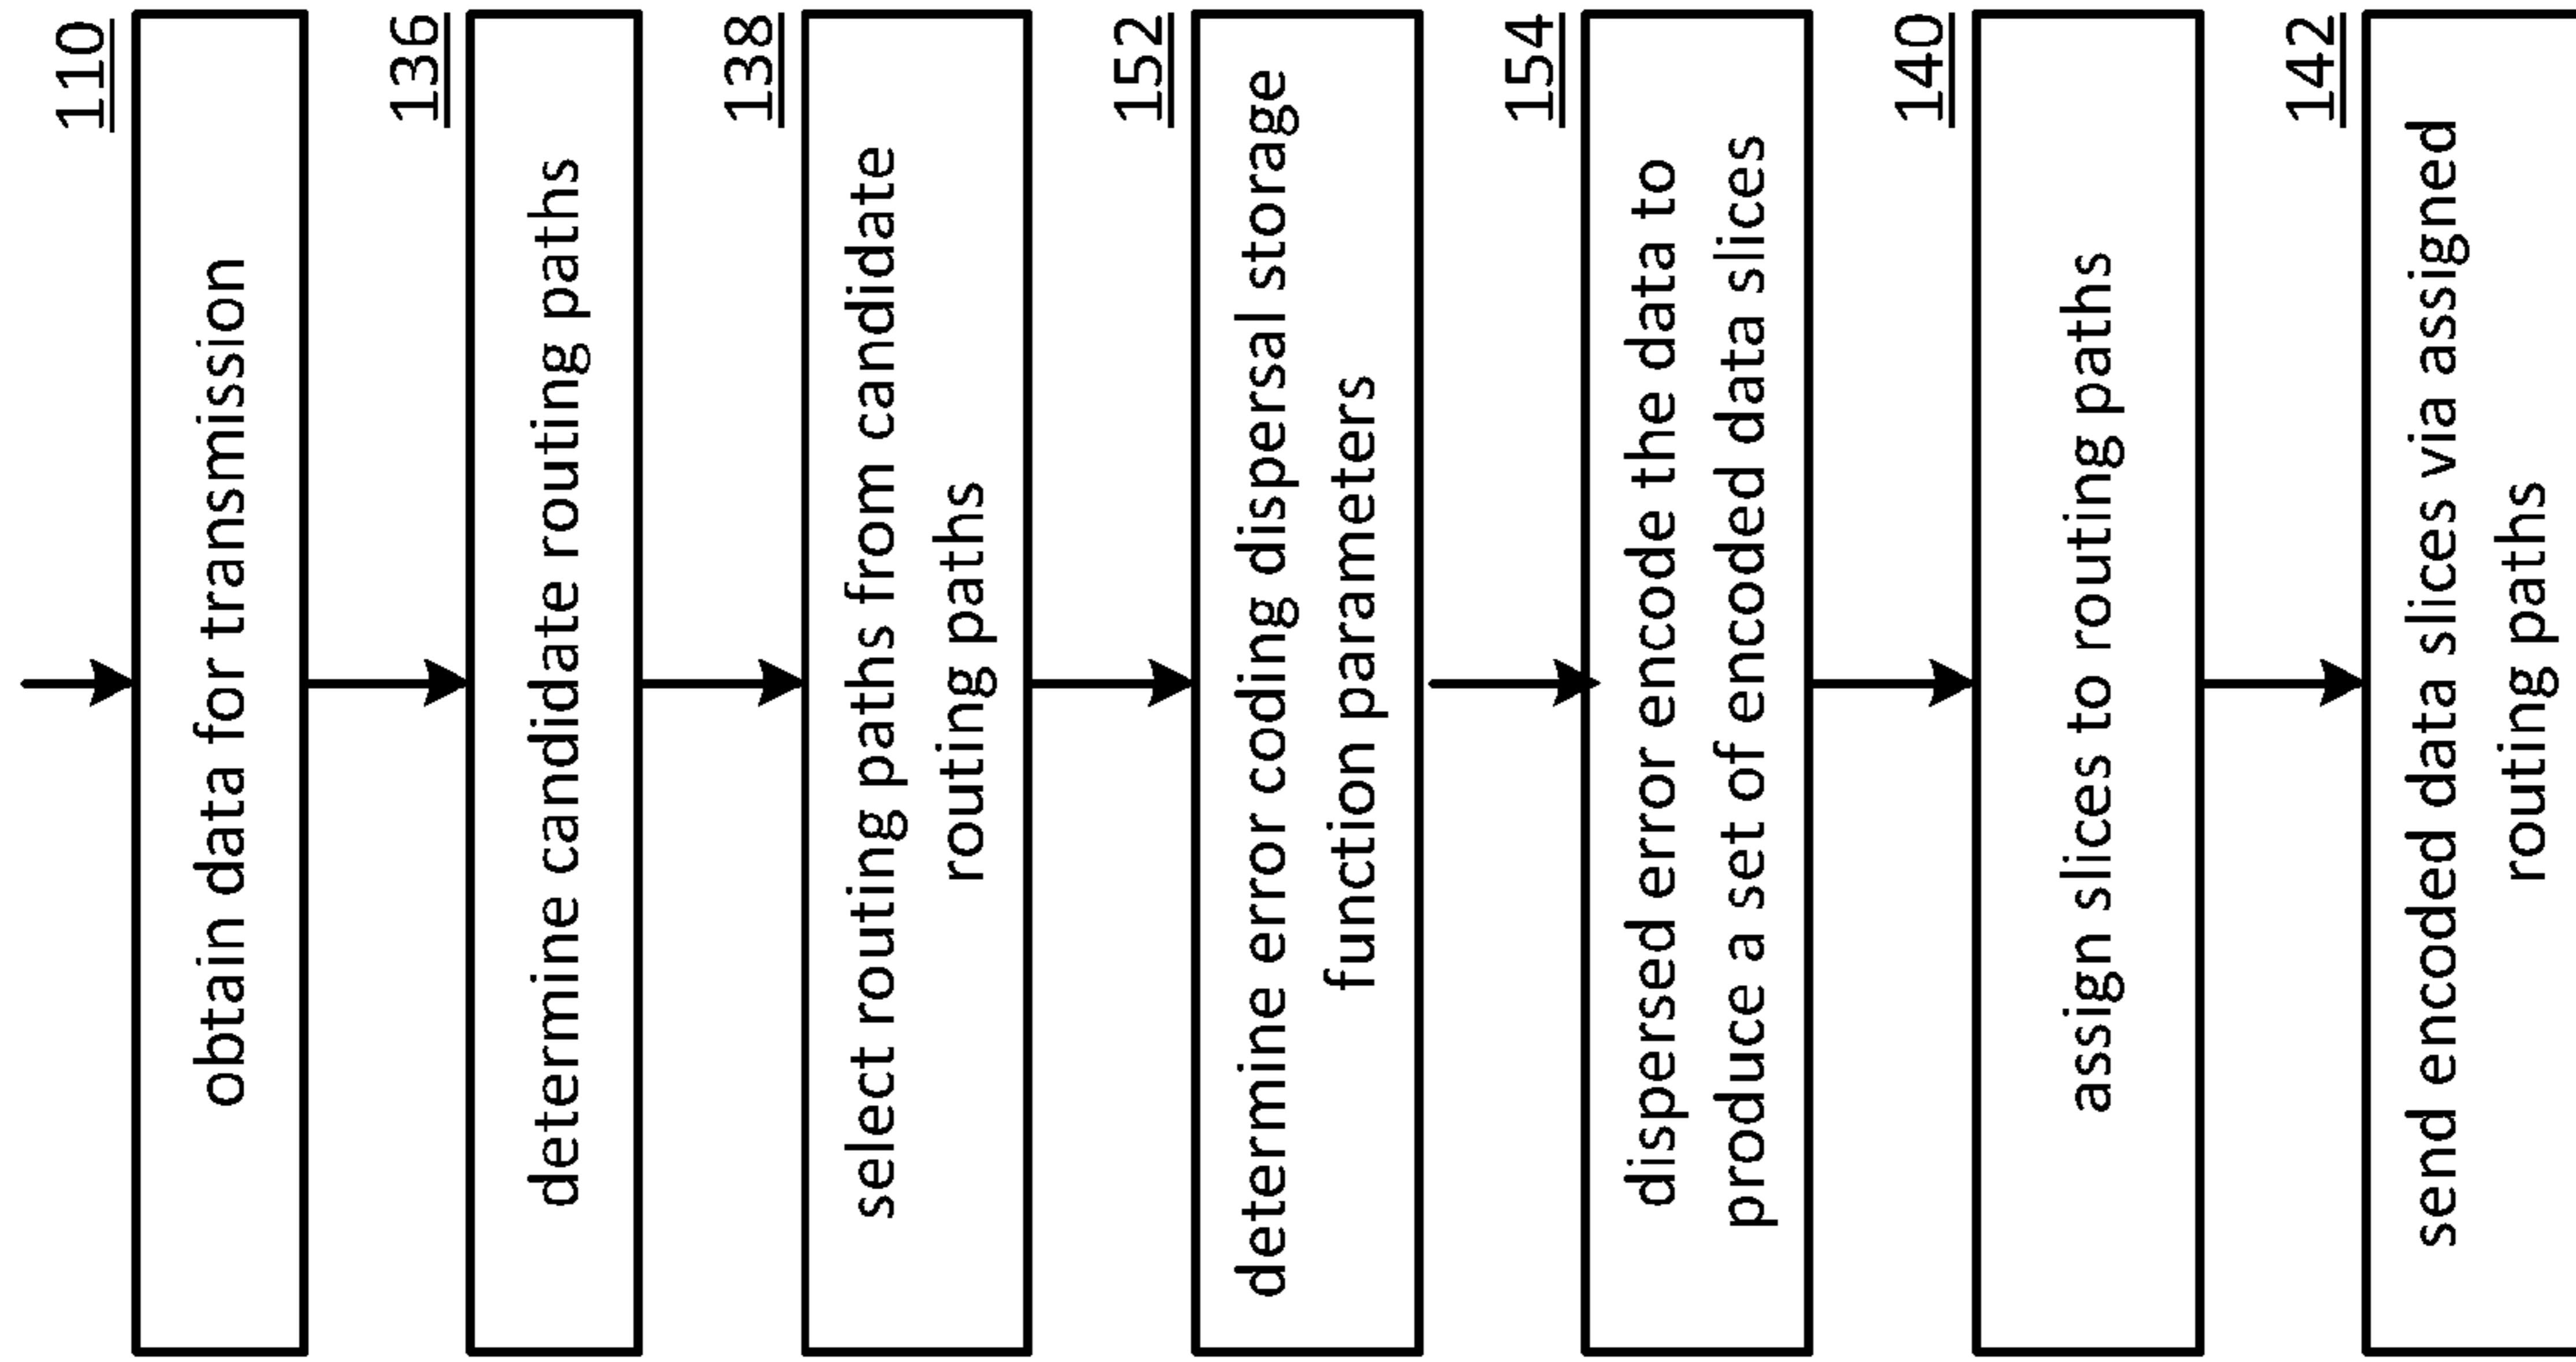 110
obtain data for transmission
136
determine candidate routing paths
138
select routing paths from candidate
routing paths
152
determine error coding dispersal storage
function parameters
154
dispersed error encode the data to
produce a set of encoded data slices
140
assign slices to routing paths
142
send encoded data slices via assigned
routing paths